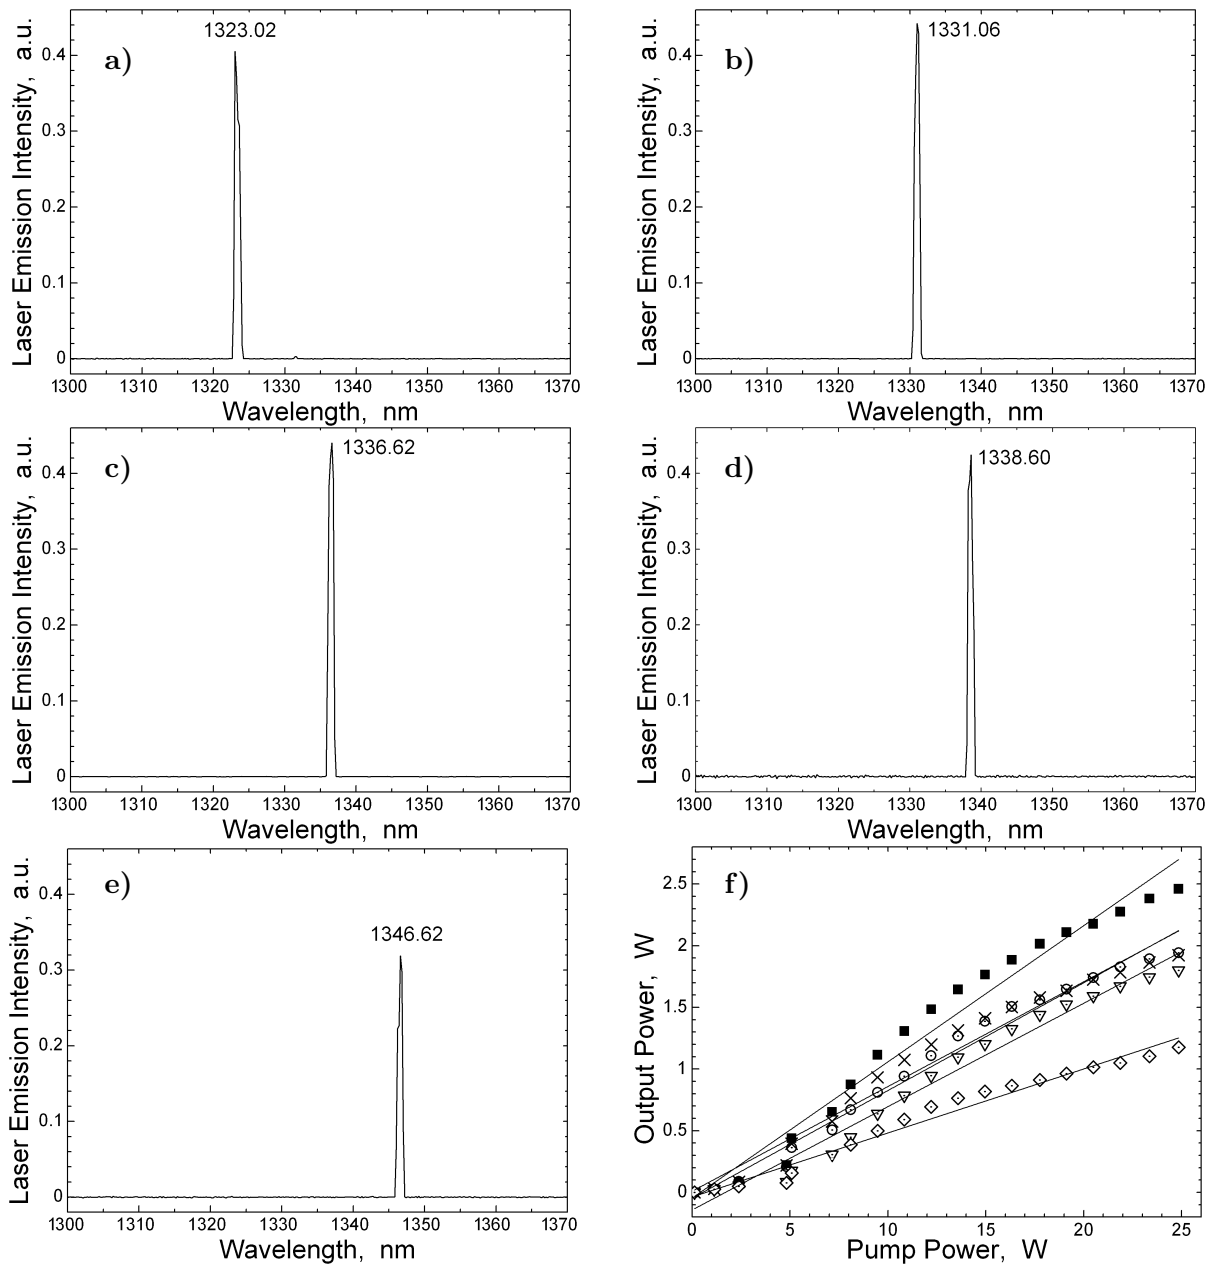 1323.02
a)
0.4
0.3
0.2
0.1
0
Laser Emission Intensity, a.u.
1300 1310 1320 1330 1340 1350 1360 1370
Wavelength, nm
1331.06
b)
0.4
0.3
0.2
0.1
0
Laser Emission Intensity, a.u.
1300 1310 1320 1330 1340 1350 1360 1370
Wavelength, nm
1336.62
c)
0.4
0.3
0.2
0.1
0
Laser Emission Intensity, a.u.
1300 1310 1320 1330 1340 1350 1360 1370
Wavelength, nm
1338.60
d)
0.4
0.3
0.2
0.1
0
Laser Emission Intensity, a.u.
1300 1310 1320 1330 1340 1350 1360 1370
Wavelength, nm
e)
1346.62
0.4
0.3
0.2
0.1
0
Laser Emission Intensity, a.u.
1300 1310 1320 1330 1340 1350 1360 1370
Wavelength, nm
f)
2.5
2
1.5
1
0.5
0
Output Power, W
0 5 10 15 20 25
Pump Power, W